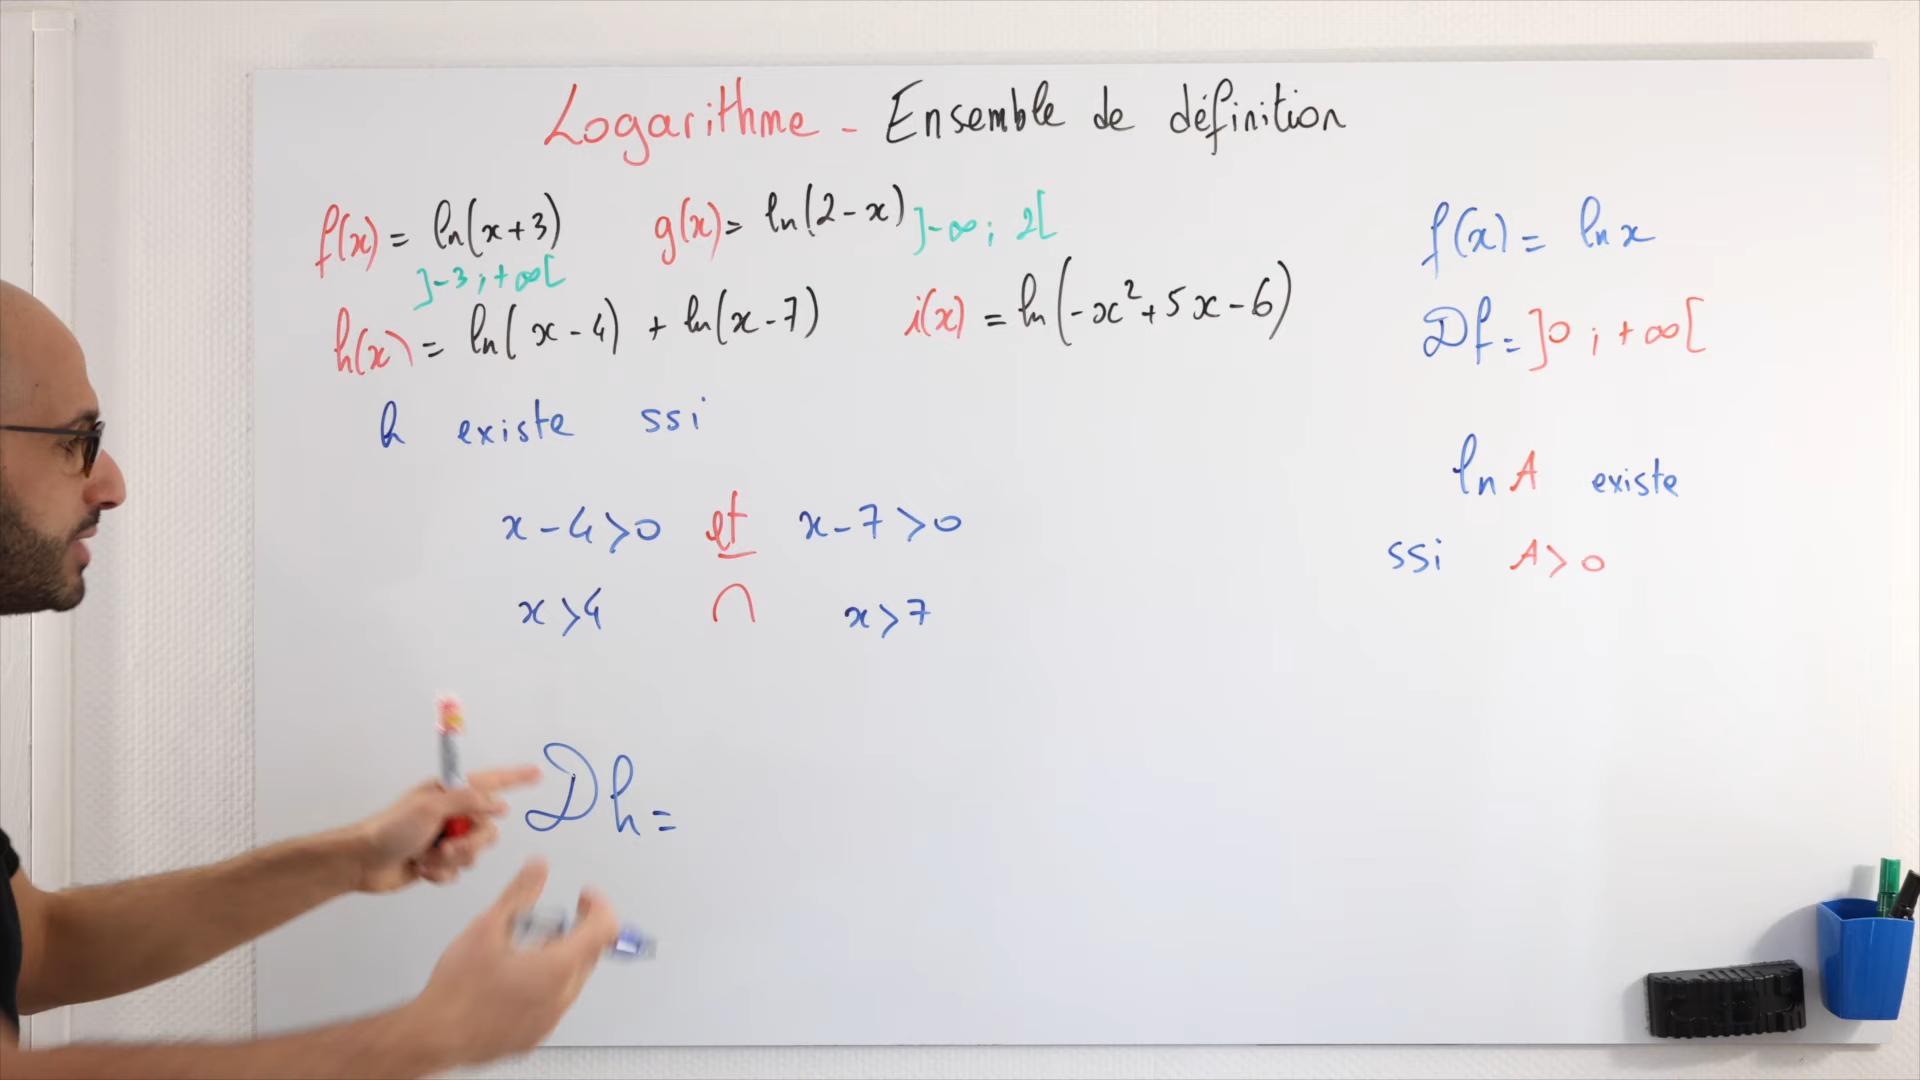 Logarithme - Ensemble de définition
f(x) = ln(x+3)
]-3 ; +∞[
g(x) = ln(2-x) ]-∞ ; 2[
h(x) = ln(x-4) + ln(x-7)
i(x) = ln(-x²+5x-6)
h existe ssi
x-4>0 et x-7>0
x>4 ∩ x>7
Dh =
f(x) = ln x
Df = ]0 ; +∞[
ln A existe
ssi A>0